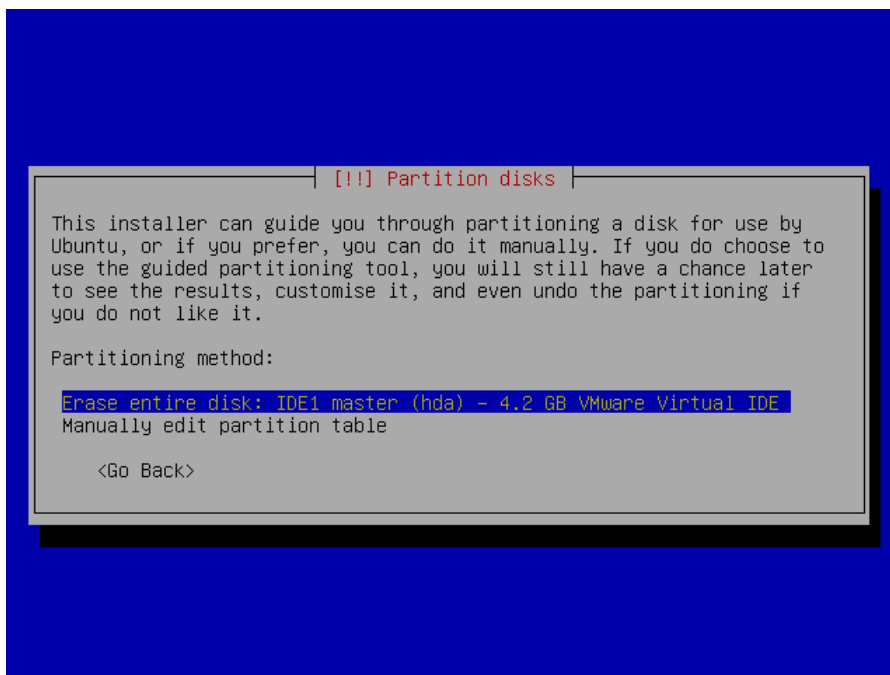 [!!] Partition disks
This installer can guide you through partitioning a disk for use by
Ubuntu, or if you prefer, you can do it manually. If you do choose to
use the guided partitioning tool, you will still have a chance later
to see the results, customise it, and even undo the partitioning if
you do not like it.
Partitioning method:
Erase entire disk: IDE1 master (hda) - 4.2 GB VMware Virtual IDE
Manually edit partition table
<Go Back>